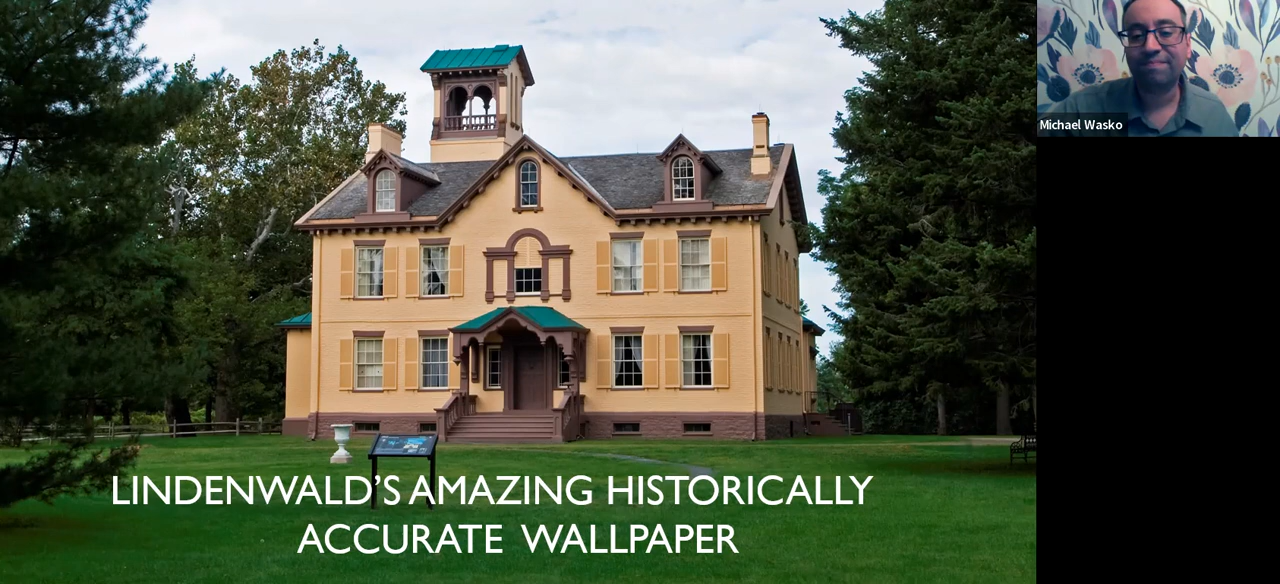 LINDENWALD’S AMAZING HISTORICALLY
ACCURATE WALLPAPER
Michael Wasko